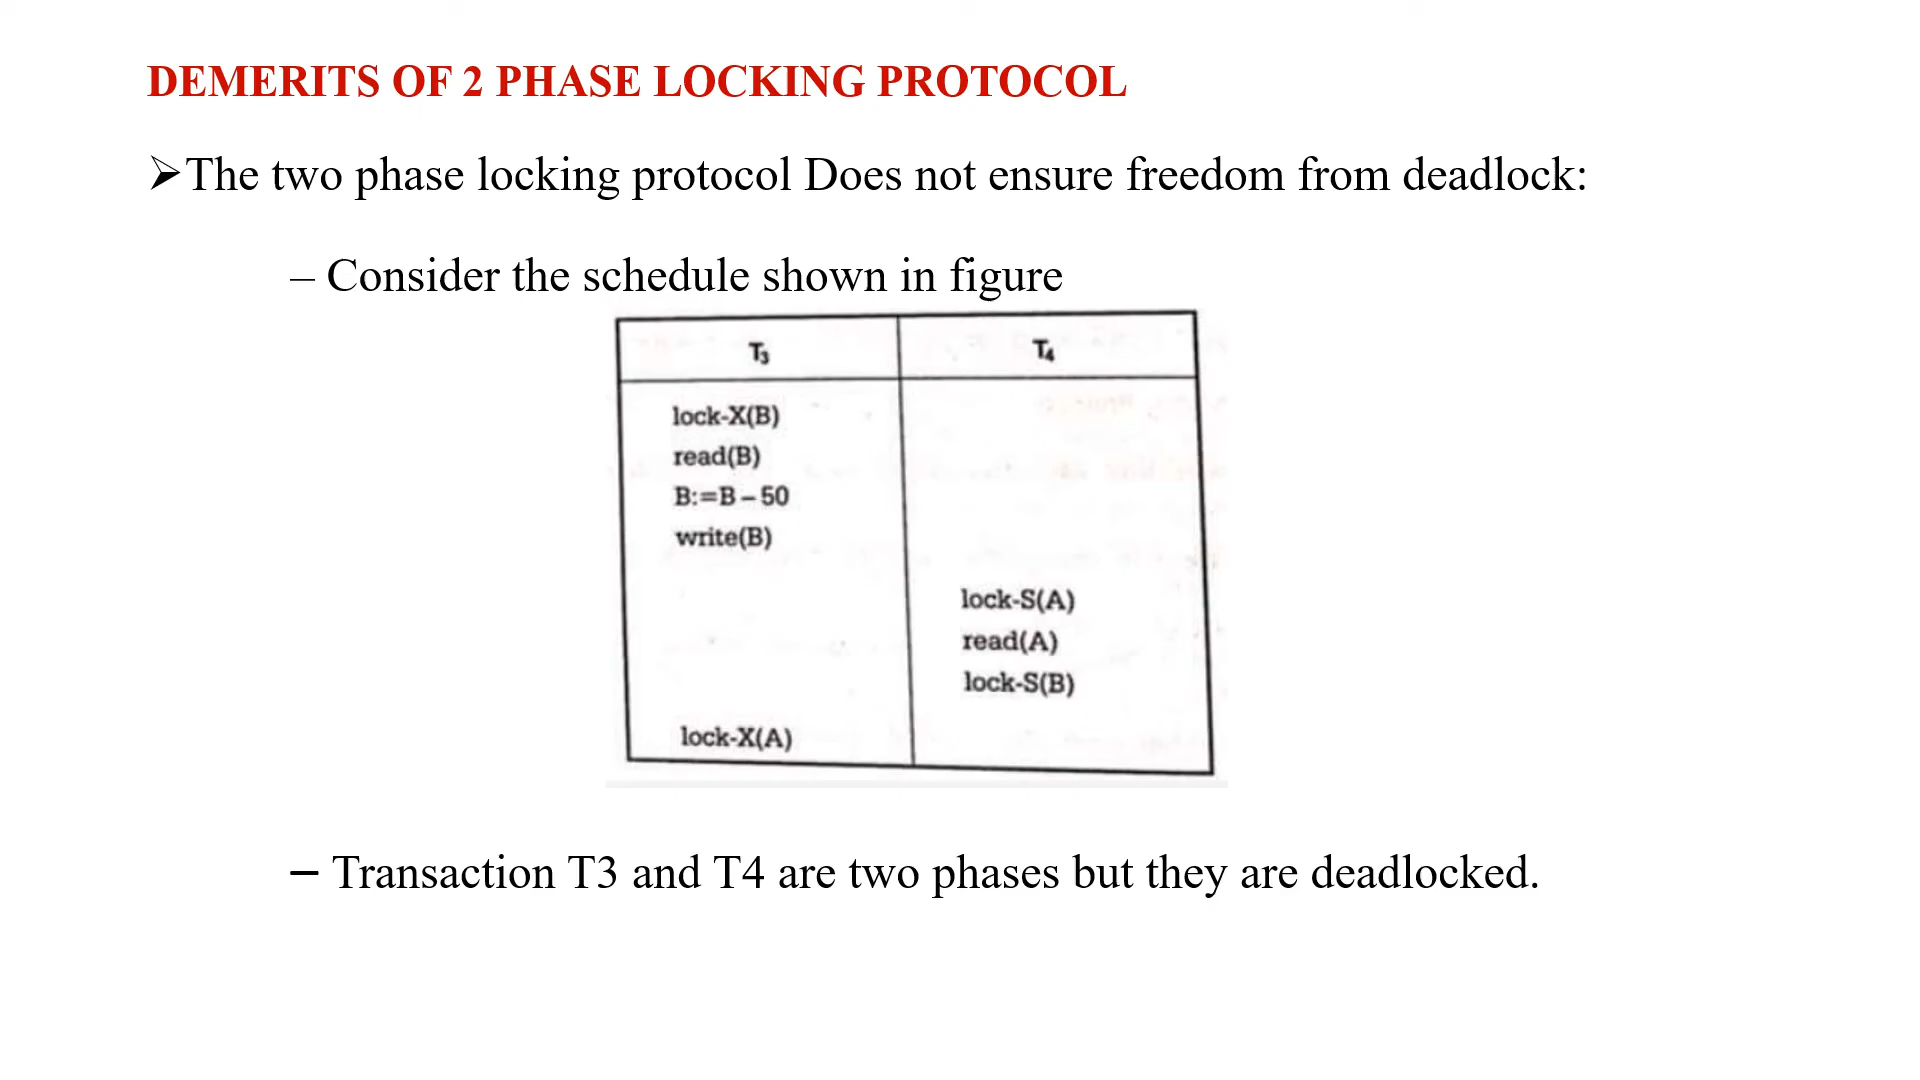 DEMERITS OF 2 PHASE LOCKING PROTOCOL
➢The two phase locking protocol Does not ensure freedom from deadlock:
– Consider the schedule shown in figure
T3 T4
lock-X(B)
read(B)
B:=B – 50
write(B)
lock-S(A)
read(A)
lock-S(B)
lock-X(A)
– Transaction T3 and T4 are two phases but they are deadlocked.